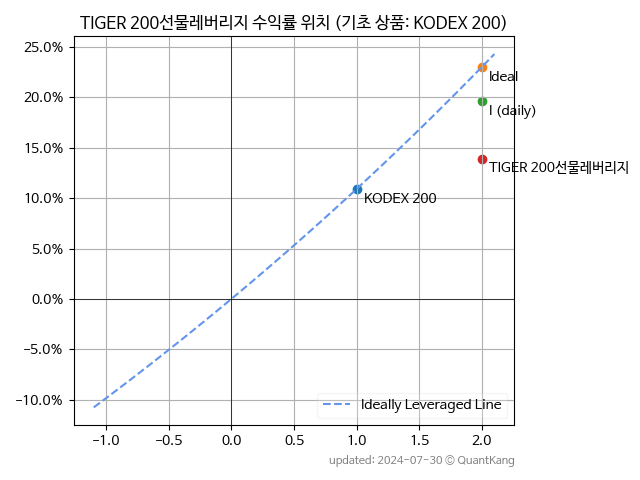 TIGER 200선물레버리지 수익률 위치 (기초 상품: KODEX 200)
25.0%
Ideal
20.0%
I (daily)
15.0%
TIGER 200선물레버리지
10.0%
KODEX 200
5.0%
0.0%
−5.0%
−10.0%
Ideally Leveraged Line
−1.0 −0.5 0.0 0.5 1.0 1.5 2.0
updated: 2024-07-30 © QuantKang